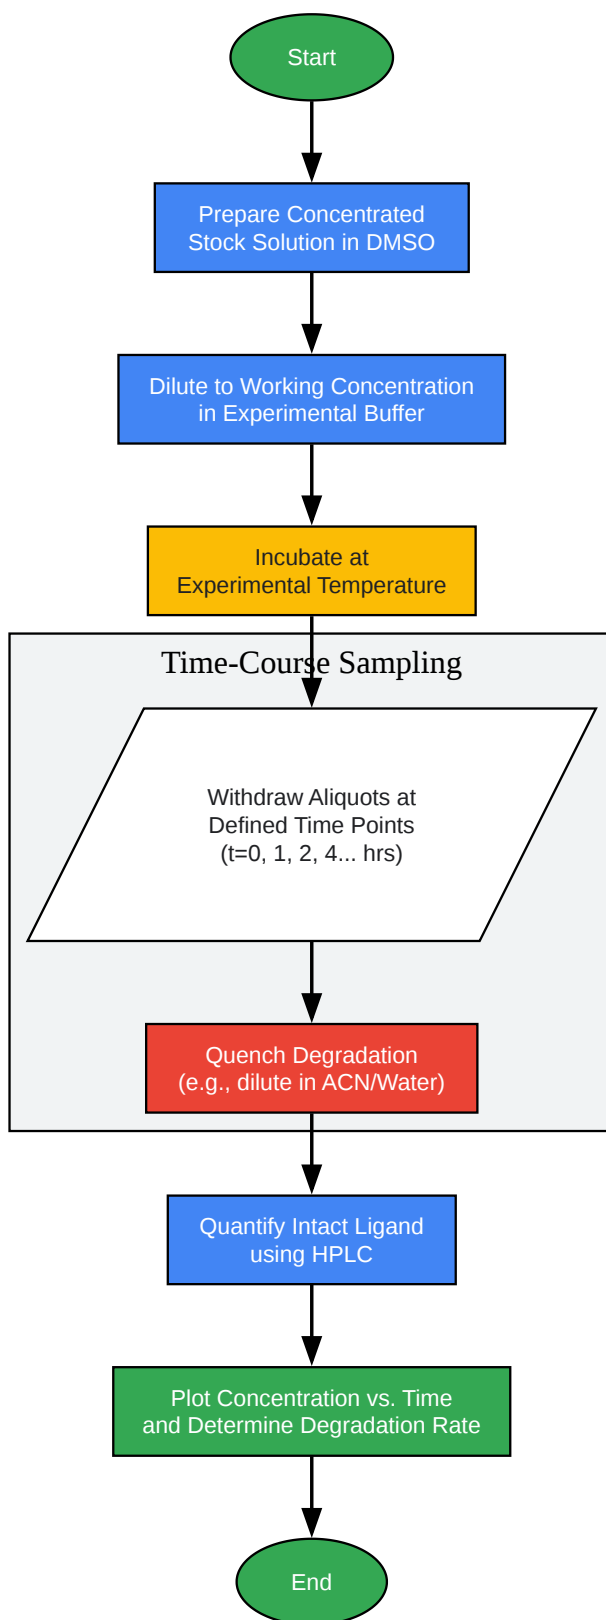 Start
Prepare Concentrated
Stock Solution in DMSO
Dilute to Working Concentration
in Experimental Buffer
Incubate at
Experimental Temperature
Time-Course Sampling
Withdraw Aliquots at
Defined Time Points
(t=0, 1, 2, 4... hrs)
Quench Degradation
(e.g., dilute in ACN/Water)
Quantify Intact Ligand
using HPLC
Plot Concentration vs. Time
and Determine Degradation Rate
End